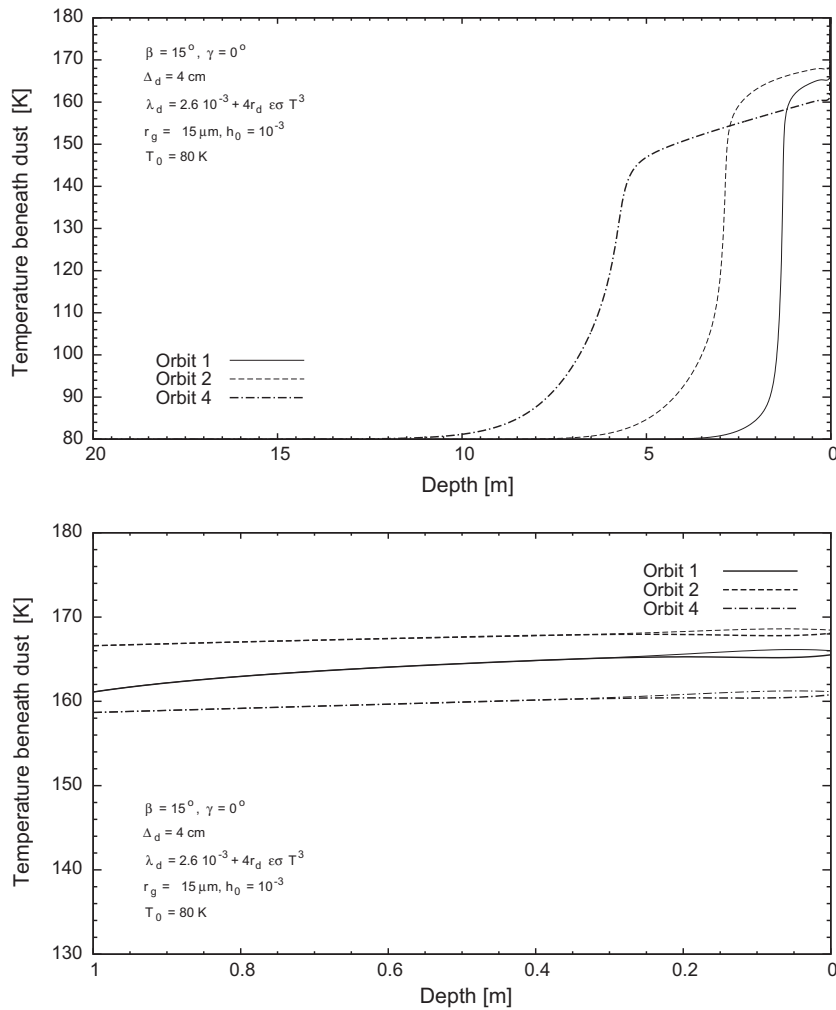 180
170
160
150
140
130
120
110
100
90
80
Temperature beneath dust [K]
β = 15°, γ = 0°
Δd = 4 cm
λd = 2.6 10⁻³ + 4rd εσ T³
rg = 15 μm, h0 = 10⁻³
T0 = 80 K
Orbit 1
Orbit 2
Orbit 4
20 15 10 5 0
Depth [m]
180
170
160
150
140
130
Temperature beneath dust [K]
Orbit 1
Orbit 2
Orbit 4
β = 15°, γ = 0°
Δd = 4 cm
λd = 2.6 10⁻³ + 4rd εσ T³
rg = 15 μm, h0 = 10⁻³
T0 = 80 K
1 0.8 0.6 0.4 0.2 0
Depth [m]